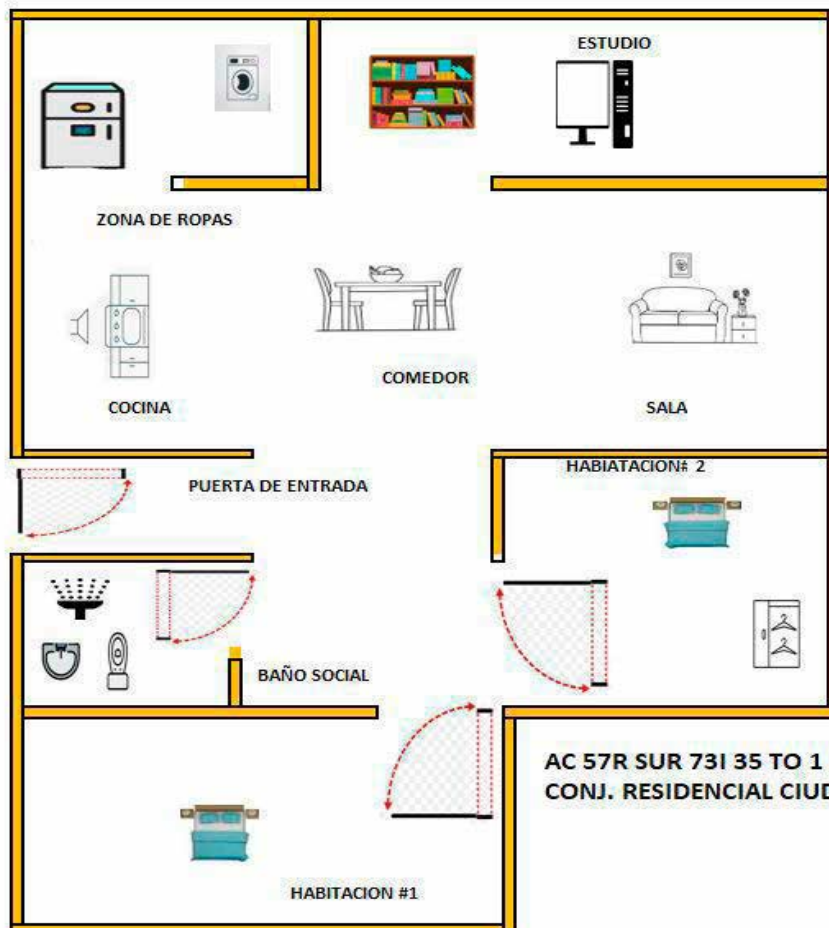 ESTUDIO
ZONA DE ROPAS
COMEDOR
COCINA
SALA
HABIATACION# 2
PUERTA DE ENTRADA
BAÑO SOCIAL
AC 57R SUR 73I 35 TO 1
CONJ. RESIDENCIAL CIUD
HABITACION #1